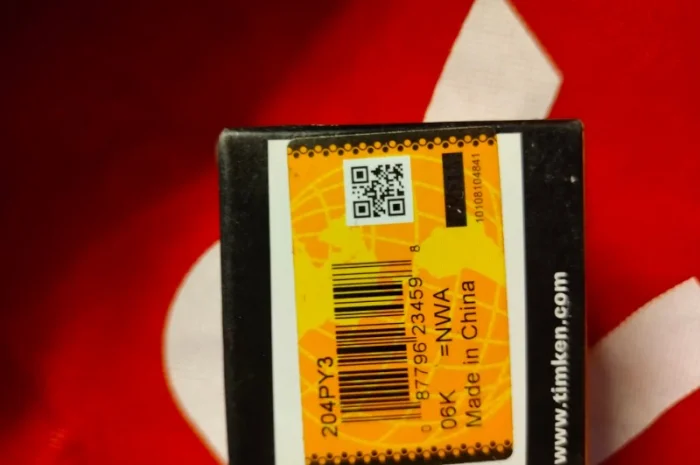 204PY3
0 87796 23459 8
06K =NWA
Made in China
10108104841
www.timken.com